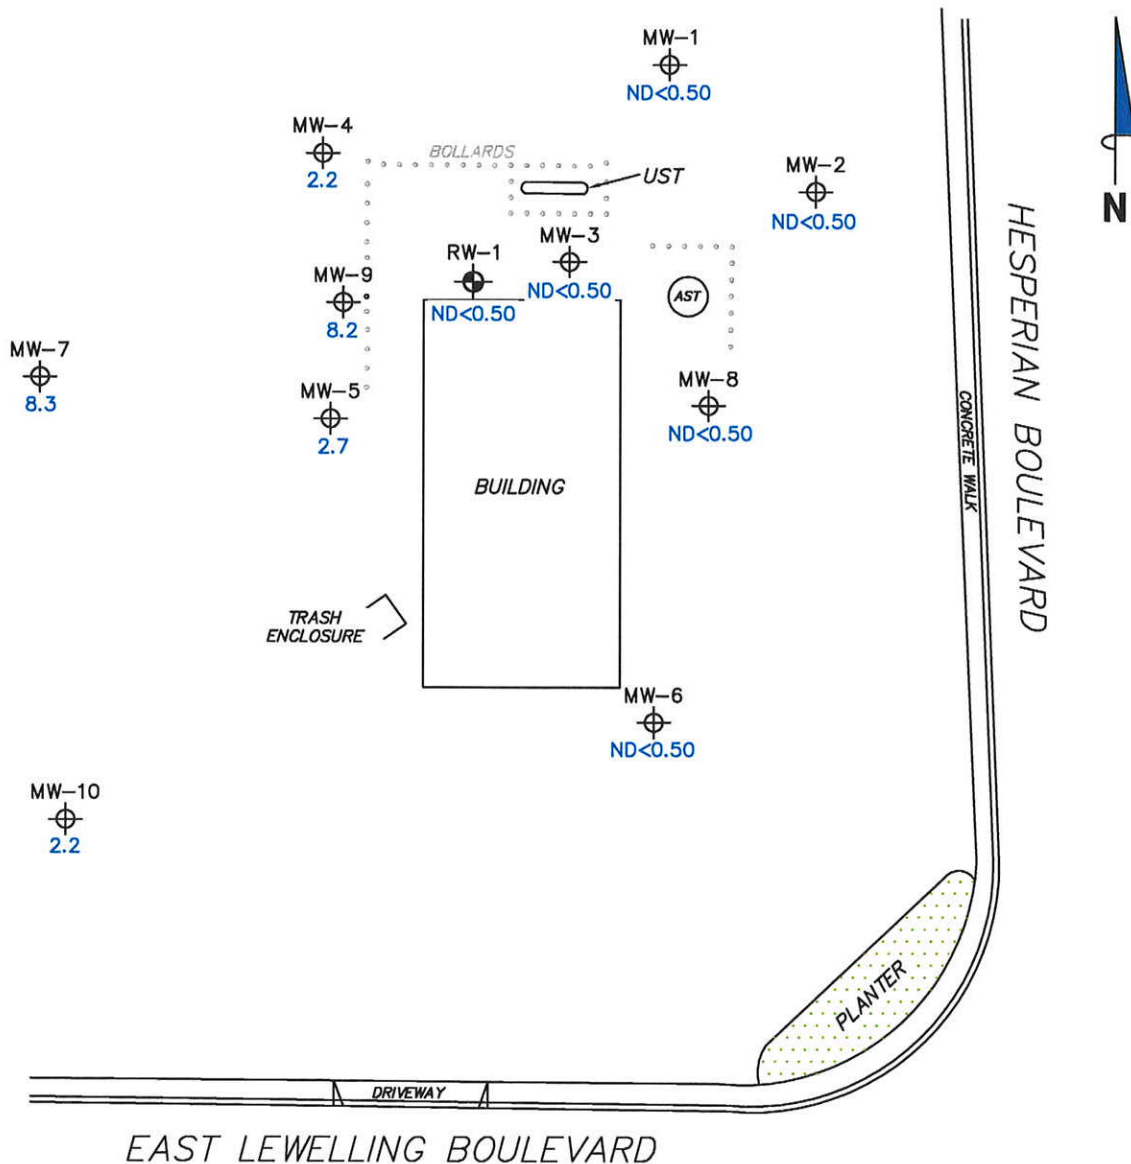 MW-1
ND<0.50
MW-4
2.2
BOLLARDS
UST
MW-2
ND<0.50
N
MW-3
ND<0.50
RW-1
ND<0.50
MW-9
8.2
AST
MW-7
8.3
MW-5
2.7
MW-8
ND<0.50
HESPERIAN BOULEVARD
CONCRETE WALK
BUILDING
TRASH
ENCLOSURE
MW-6
ND<0.50
MW-10
2.2
PLANTER
DRIVEWAY
EAST LEWELLING BOULEVARD